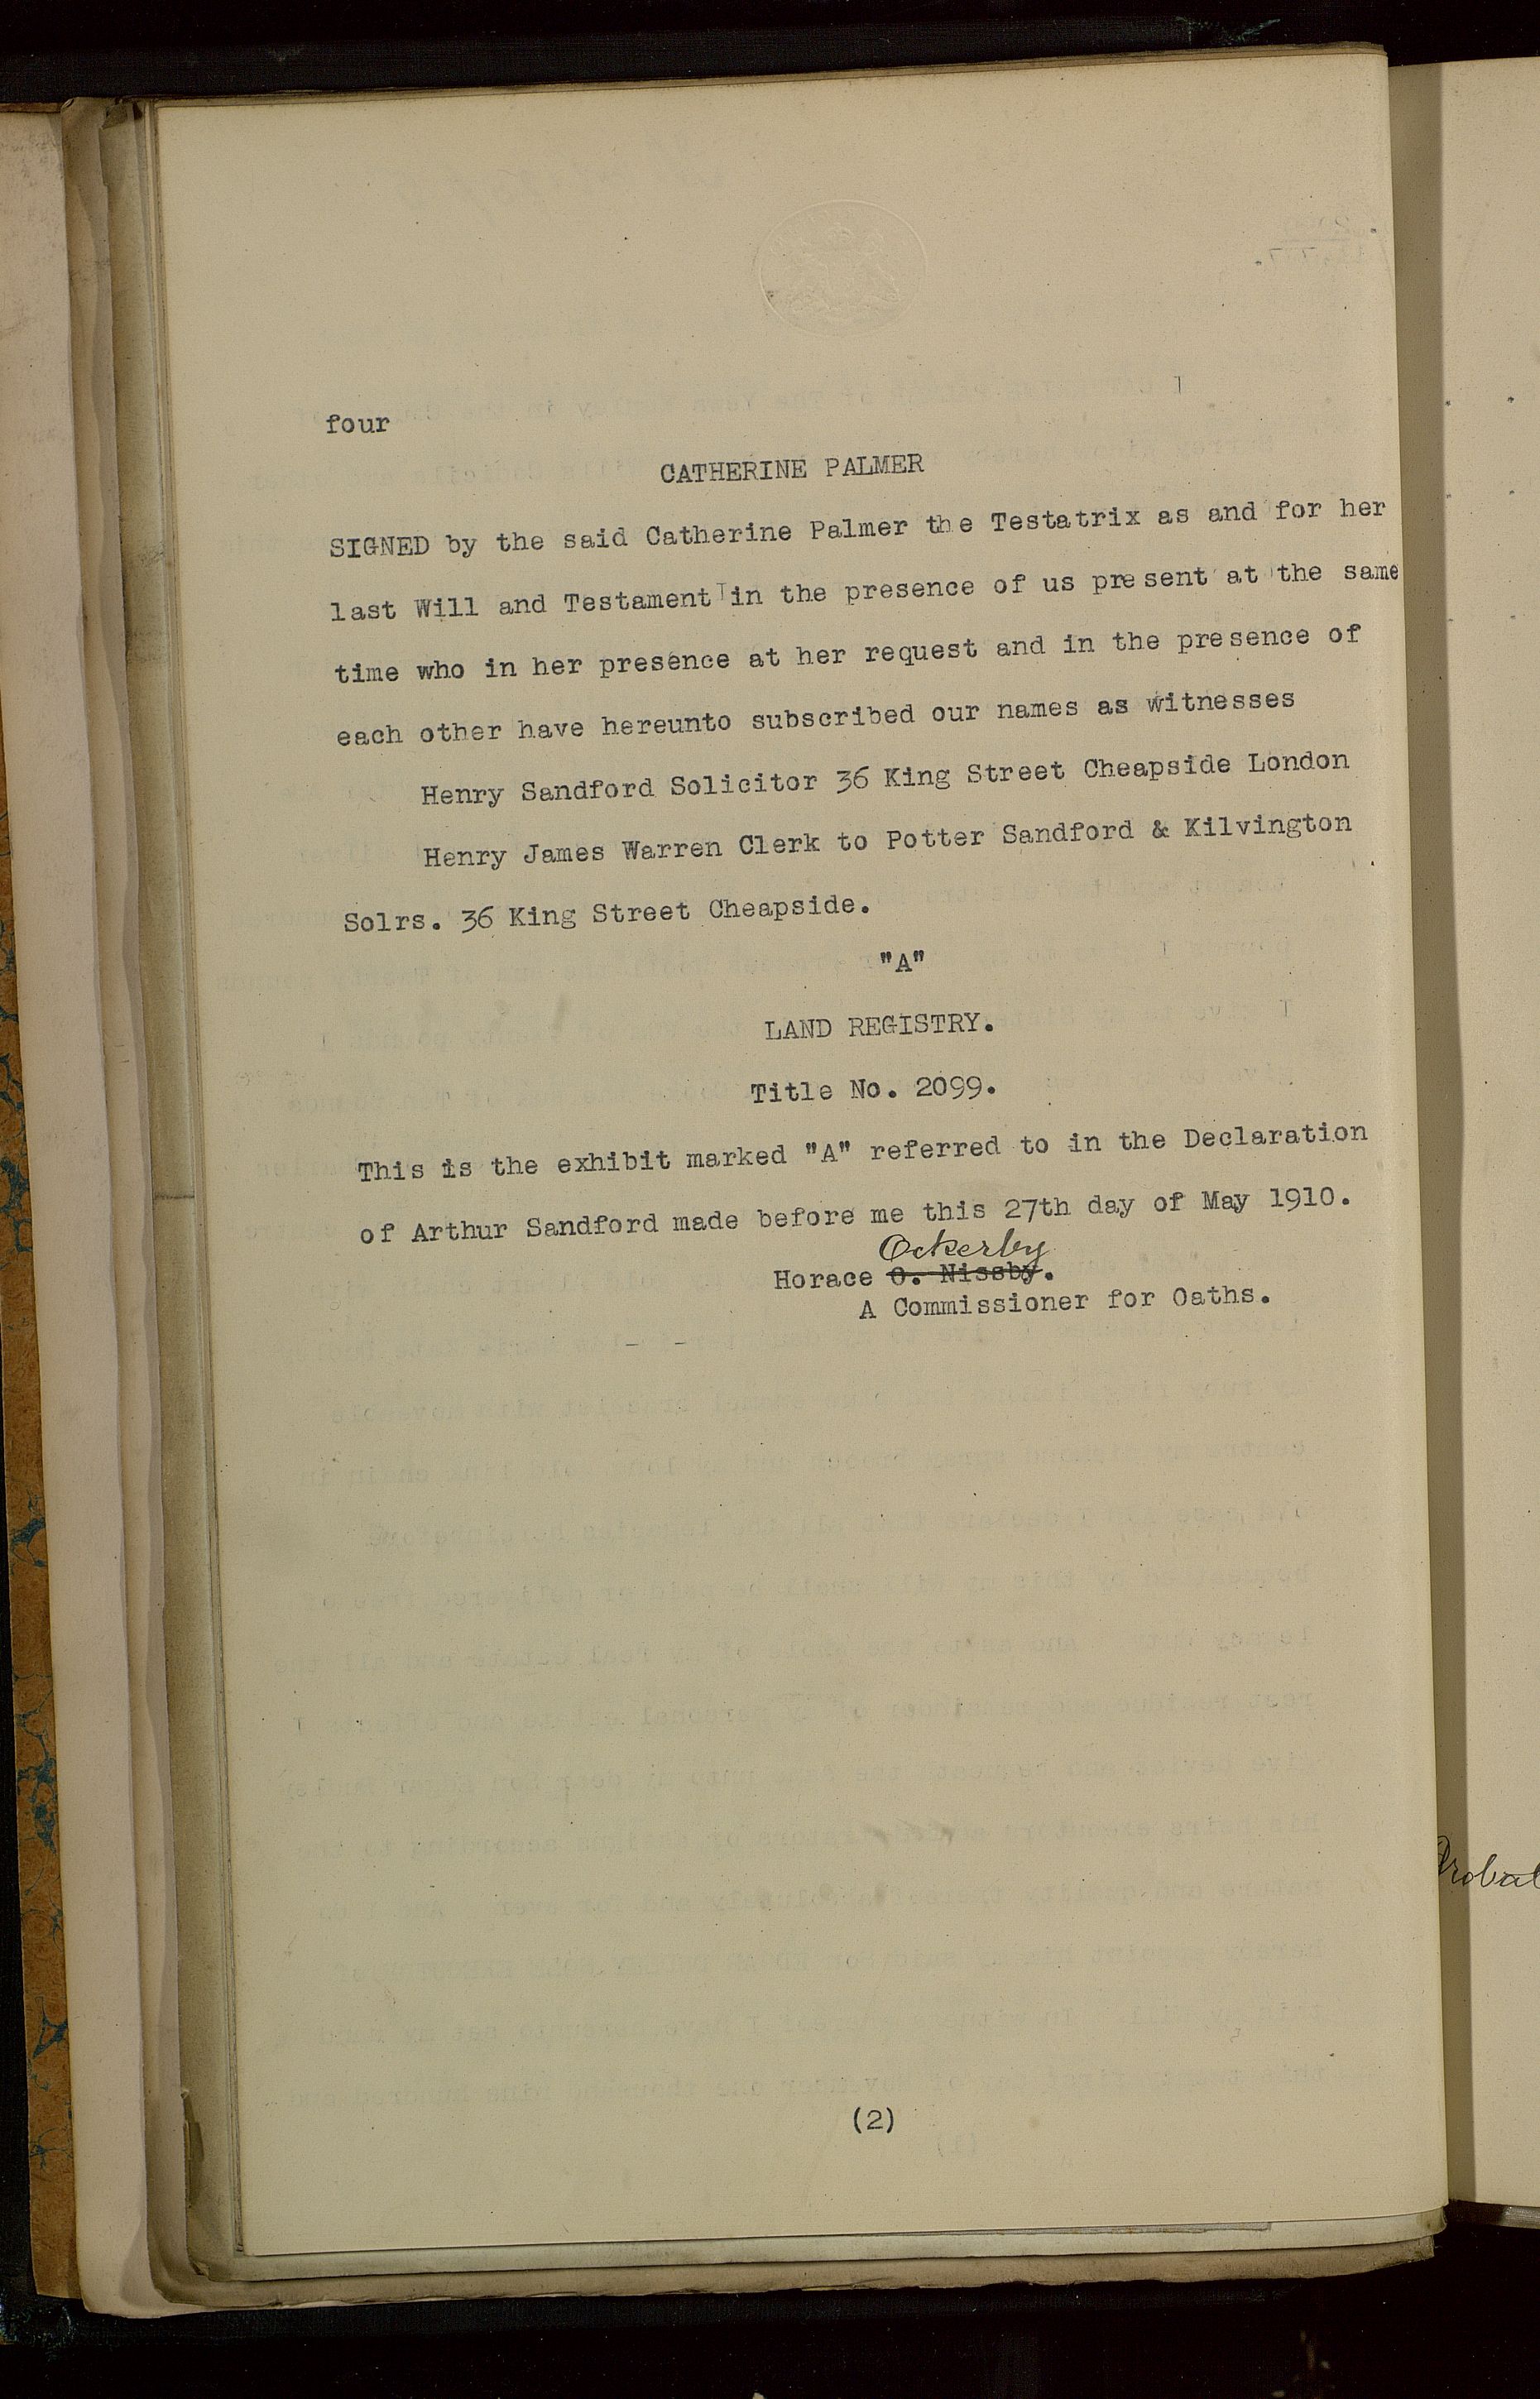 four
CATHERINE PALMER
SIGNED by the said Catherine Palmer the Testatrix as and for her
last Will and Testament in the presence of us present at the same
time who in her presence at her request and in the presence of
each other have hereunto subscribed our names as witnesses
Henry Sandford Solicitor 36 King Street Cheapside London
Henry James Warren Clerk to Potter Sandford & Kilvington
Solrs. 36 King Street Cheapside.
"A"
LAND REGISTRY.
Title No. 2099.
This is the exhibit marked "A" referred to in the Declaration
of Arthur Sandford made before me this 27th day of May 1910.
Ockerby
Horace O. Nissby.
A Commissioner for Oaths.
(2)